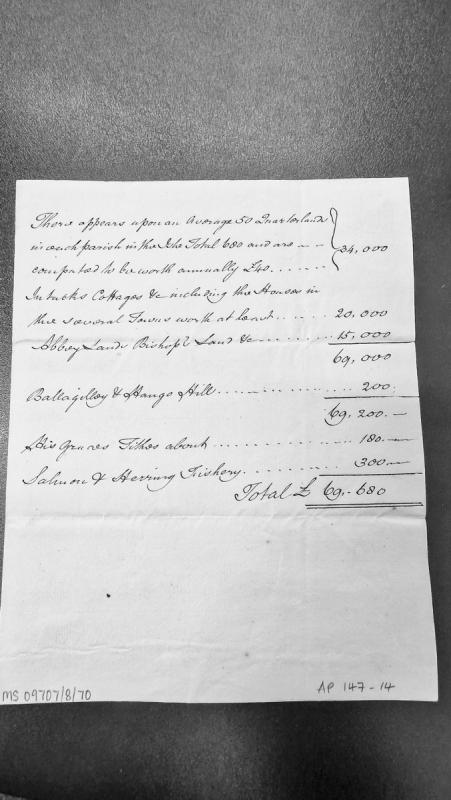 There appears upon an Average 50 Quarterlands
in each parish in the Isle Total 680 and are - -
computed to be worth annually £40 ...... 34,000
Intacks Cottages &c including the Houses in
the several Towns worth at least ..... 20,000
Abbey Lands Bishop's Land &c — ....... 15,000
69,000
Ballagilley & Hango Hill ............... 200.
69,200.—
His Graces Tithes about ............... 180.—
Salmon & Herring Fishery ............ 300.—
Total £ 69.-680
MS 09707/8/70
AP 147-14